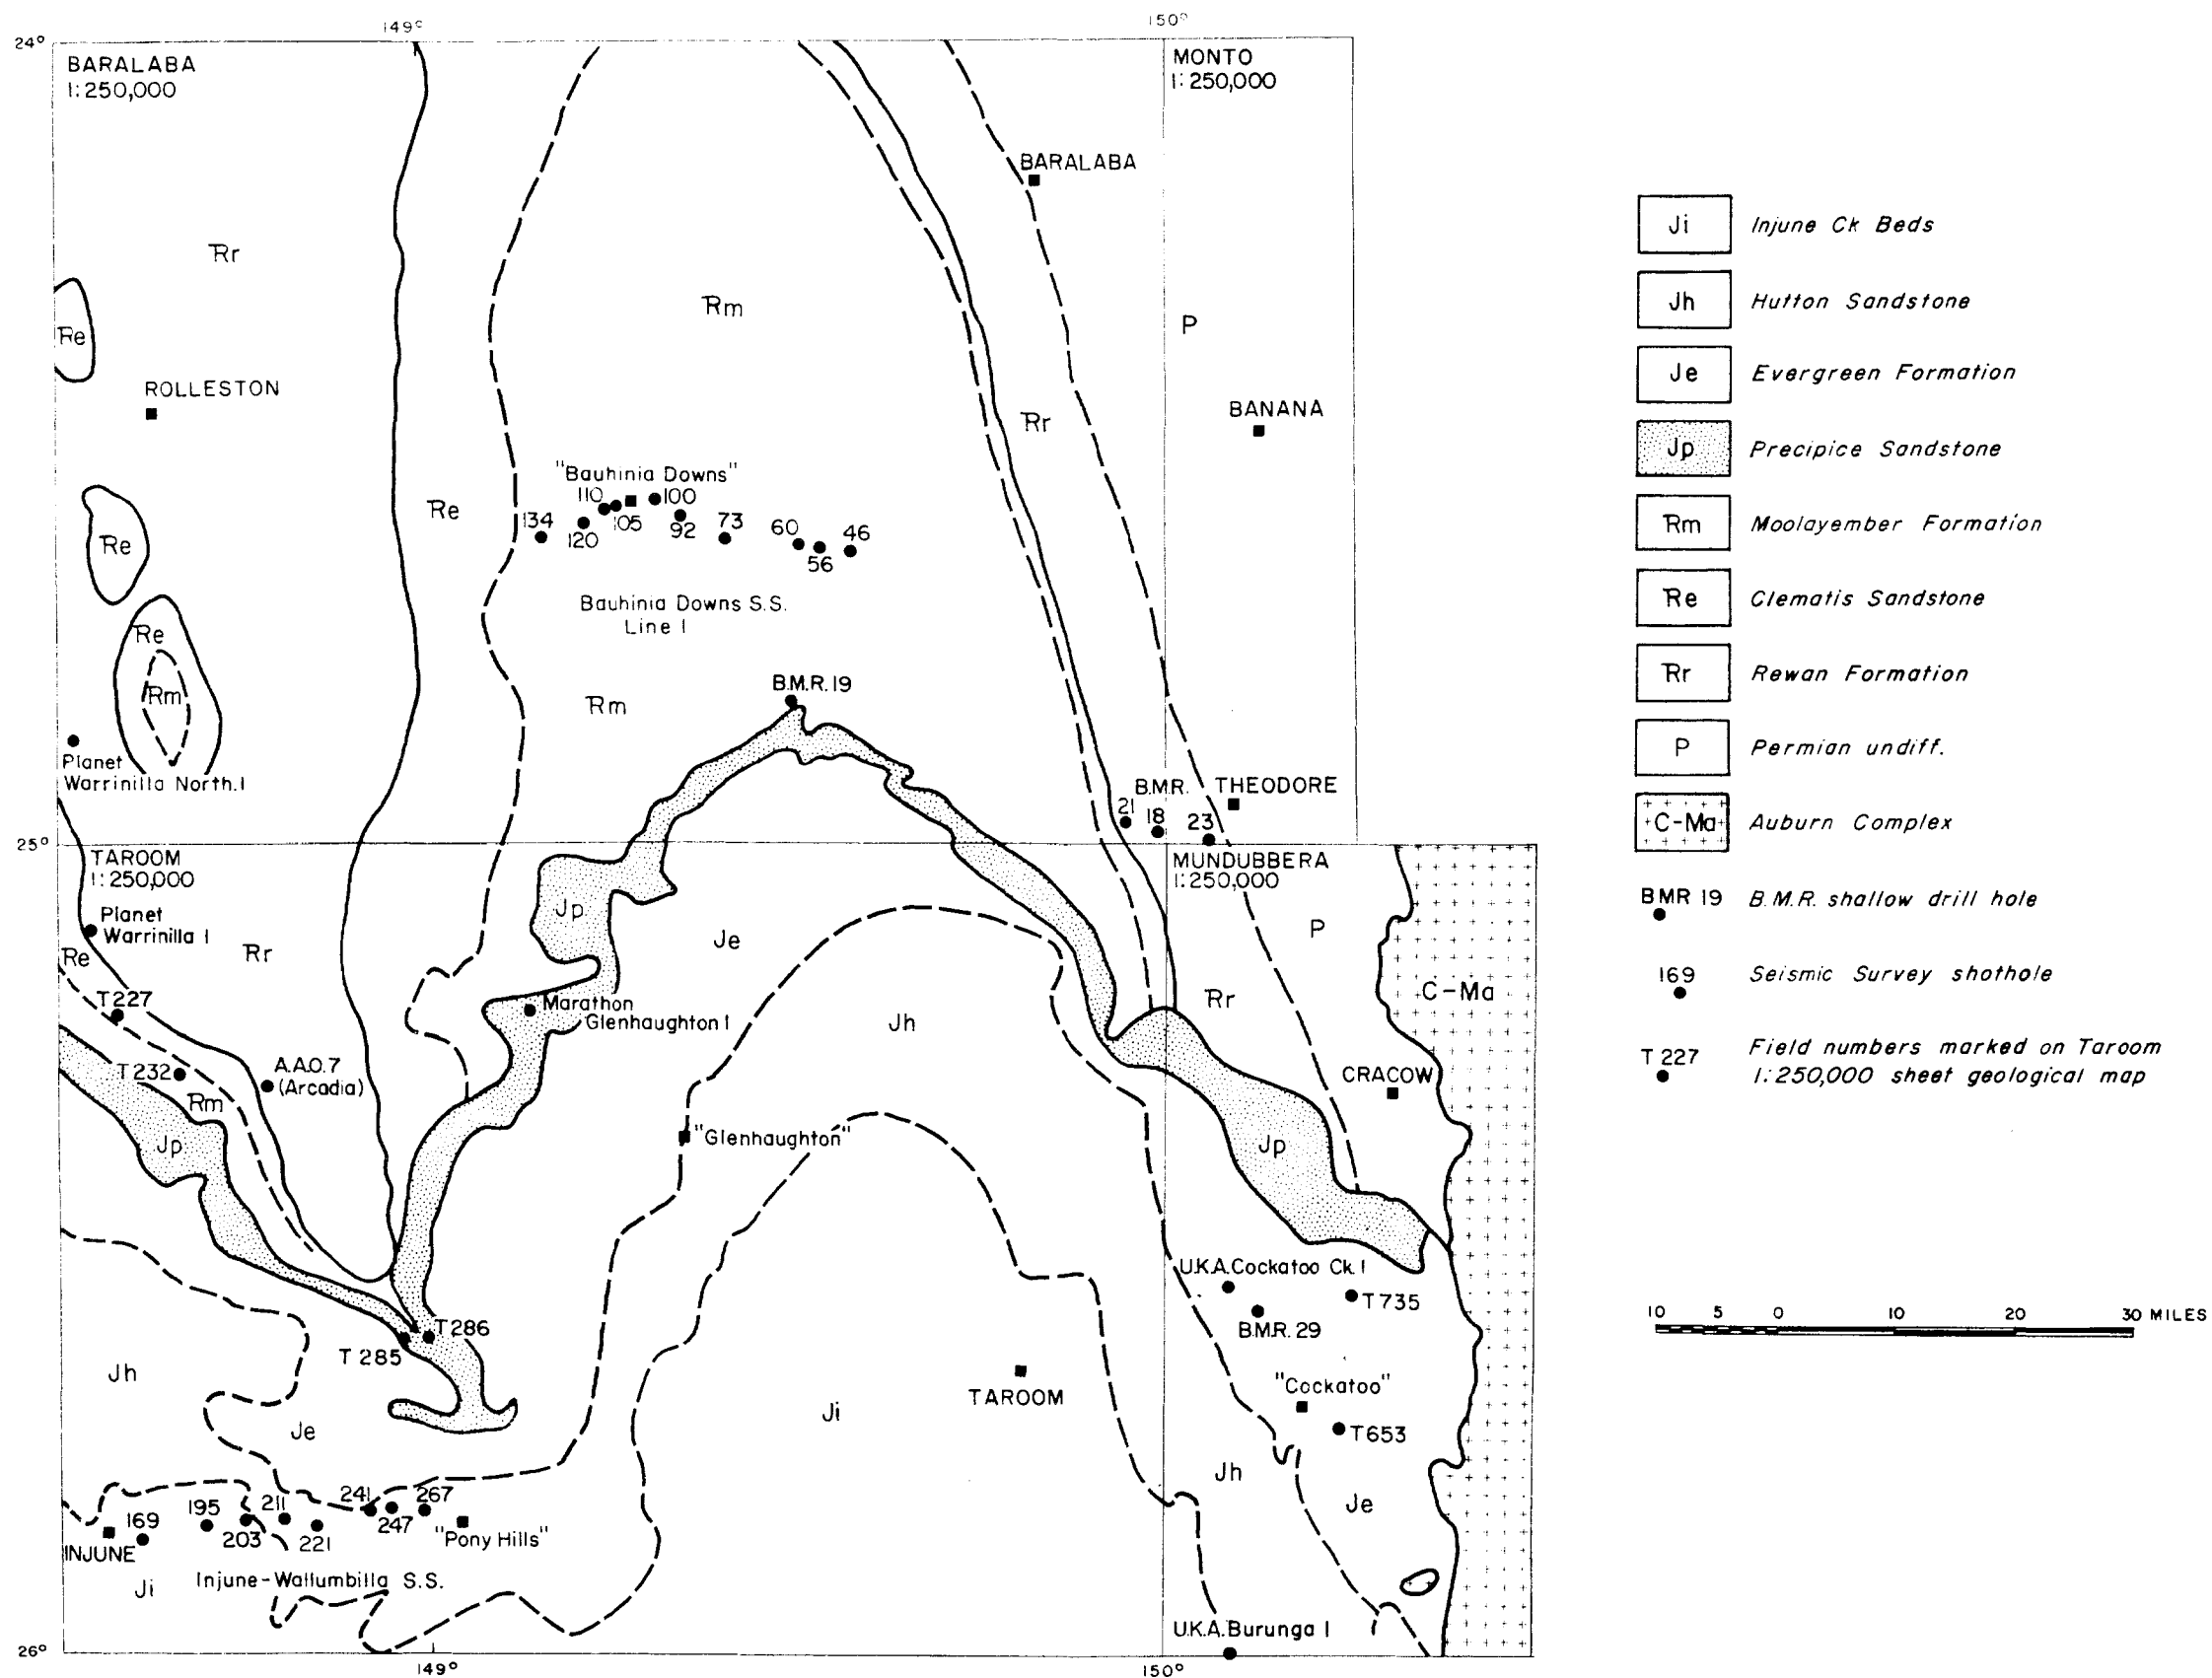 149°
150°
24°
BARALABA
1:250,000
MONTO
1:250,000
BARALABA
Ꞧr
Ꞧm
Ꞧe
P
ROLLESTON
BANANA
Ꞧr
"Bauhinia Downs"
110
100
Ꞧe
134
120
105
92
73
60
56
46
Ꞧe
Bauhinia Downs S.S.
Line 1
Ꞧe
Ꞧm
B.M.R. 19
Ꞧm
Planet
Warrinilla North.1
B.M.R.
THEODORE
21
18
23
25°
TAROOM
1:250,000
MUNDUBBERA
1:250,000
Planet
Warrinilla 1
Jp
Je
P
Ꞧe
Ꞧr
C-Ma
T227
Marathon
Glenhaughton 1
Jh
Ꞧr
T232
A.A.O.7
(Arcadia)
CRACOW
Ꞧm
Jp
"Glenhaughton"
Jp
U.K.A. Cockatoo Ck. 1
T735
B.M.R. 29
T286
T 285
Jh
TAROOM
"Cockatoo"
Ji
T653
Je
Jh
Je
169
195
203
211
221
241
247
267
"Pony Hills"
INJUNE
Ji
Injune-Wallumbilla S.S.
U.K.A. Burunga 1
26°
149°
150°
Ji Injune Ck Beds
Jh Hutton Sandstone
Je Evergreen Formation
Jp Precipice Sandstone
Ꞧm Moolayember Formation
Ꞧe Clematis Sandstone
Ꞧr Rewan Formation
P Permian undiff.
C-Ma Auburn Complex
BMR 19 B.M.R. shallow drill hole
169 Seismic Survey shothole
T 227 Field numbers marked on Taroom
1:250,000 sheet geological map
10 5 0 10 20 30 MILES